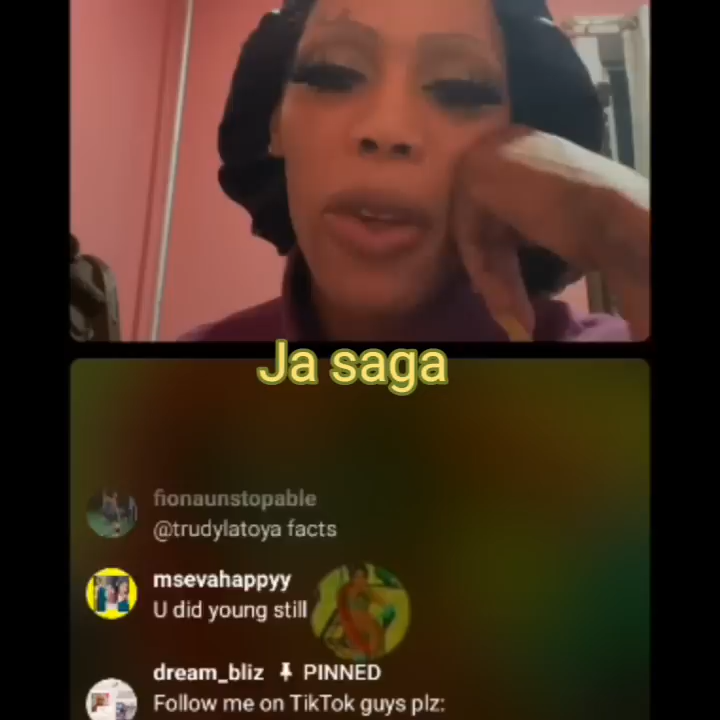 Ja saga
fionaunstopable
@trudylatoya facts
msevahappyy
U did young still
dream_bliz PINNED
Follow me on TikTok guys plz: